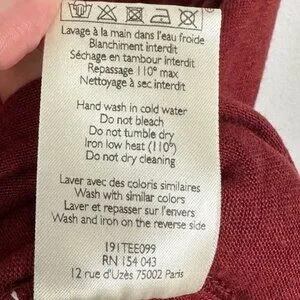 Lavage à la main dans l'eau froide
Blanchiment interdit
Séchage en tambour interdit
Repassage 110° max
Nettoyage à sec interdit
Hand wash in cold water
Do not bleach
Do not tumble dry
Iron low heat (110°)
Do not dry cleaning
Laver avec des coloris similaires
Wash with similar colors
Laver et repasser sur l'envers
Wash and iron on the reverse side
191TEE099
RN 154 043
12 rue d'Uzès 75002 Paris